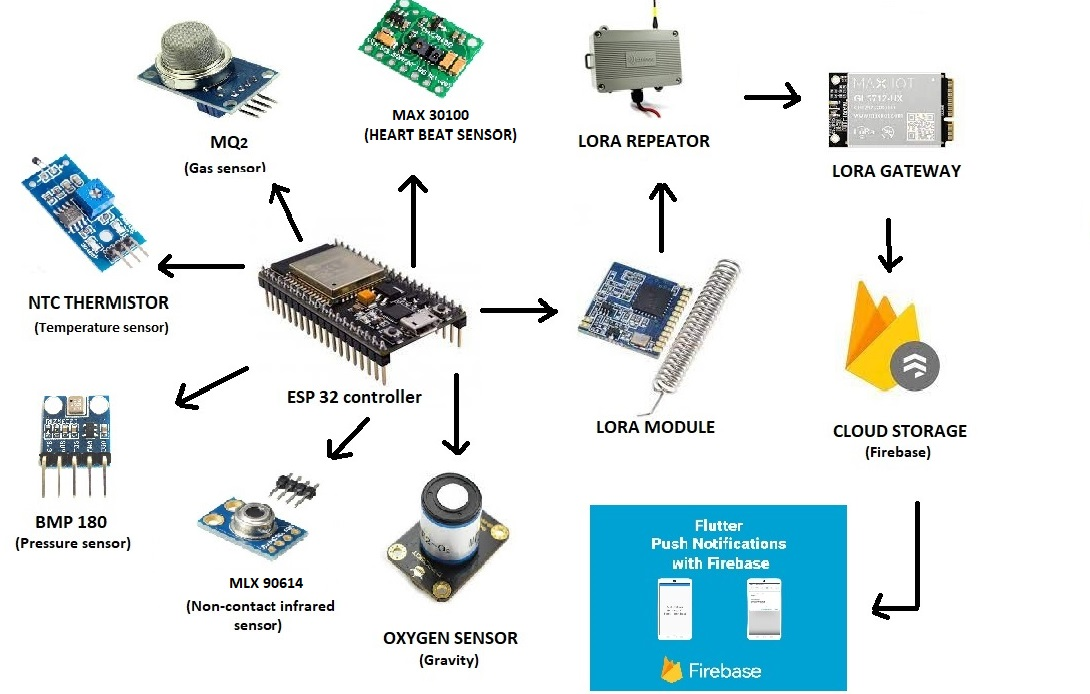 MQ2
(Gas sensor)
MAX 30100
(HEART BEAT SENSOR)
LORA REPEATOR
MAX IOT
LORA GATEWAY
NTC THERMISTOR
(Temperature sensor)
ESP 32 controller
LORA MODULE
CLOUD STORAGE
(Firebase)
BMP 180
(Pressure sensor)
MLX 90614
(Non-contact infrared
sensor)
OXYGEN SENSOR
(Gravity)
Flutter
Push Notifications
with Firebase
Firebase